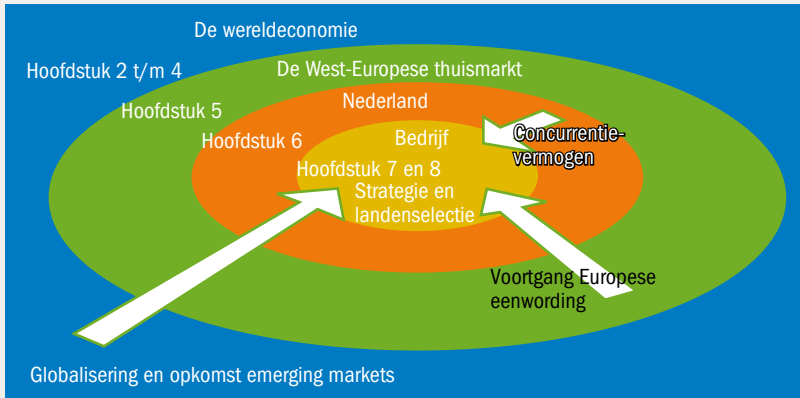 De wereldeconomie
Hoofdstuk 2 t/m 4
De West-Europese thuismarkt
Hoofdstuk 5
Nederland
Hoofdstuk 6
Bedrijf
Concurrentie-
vermogen
Hoofdstuk 7 en 8
Strategie en
landenselectie
Voortgang Europese
eenwording
Globalisering en opkomst emerging markets